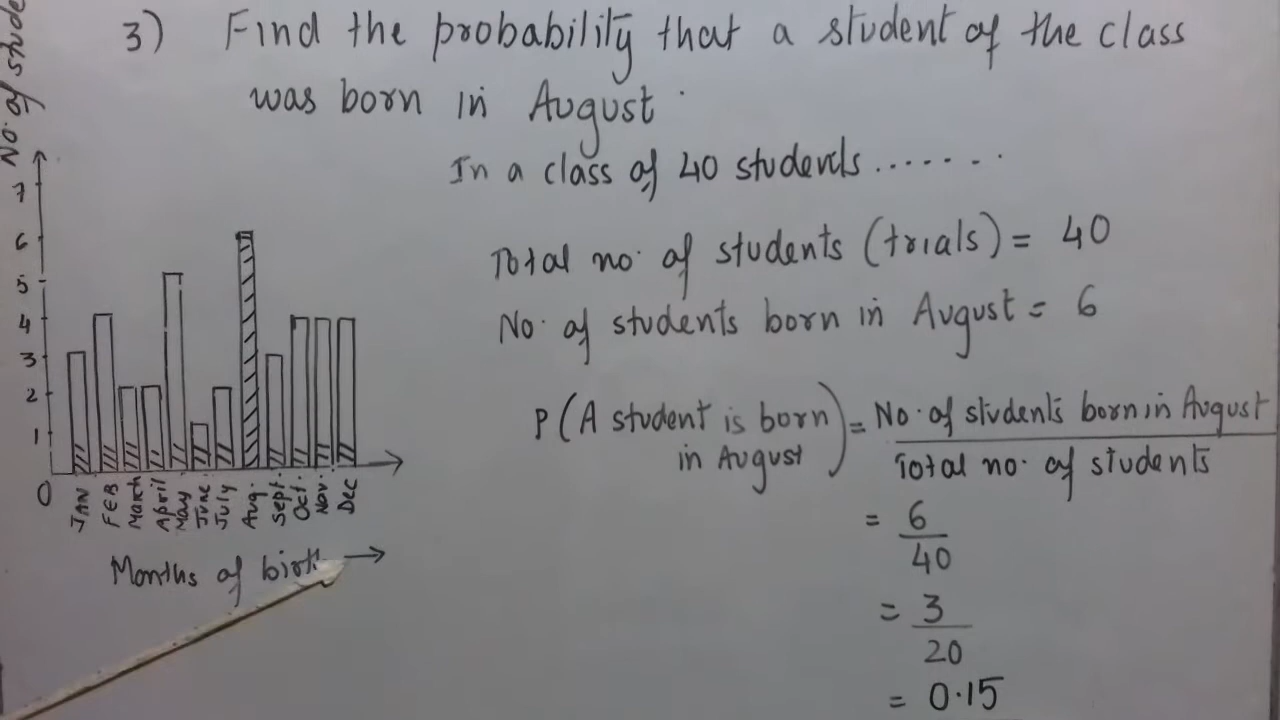 3) Find the probability that a student of the class
was born in August.
In a class of 40 students.......
Total no. of students (trials) = 40
No. of students born in August = 6
P(A student is born in August) = No. of students born in August
Total no. of students
= 6
40
= 3
20
= 0.15
No. of stude
7
6
5
4
3
2
1
0
JAN FEB March April May June July Aug. Sept. Oct. Nov. DEC
Months of birth